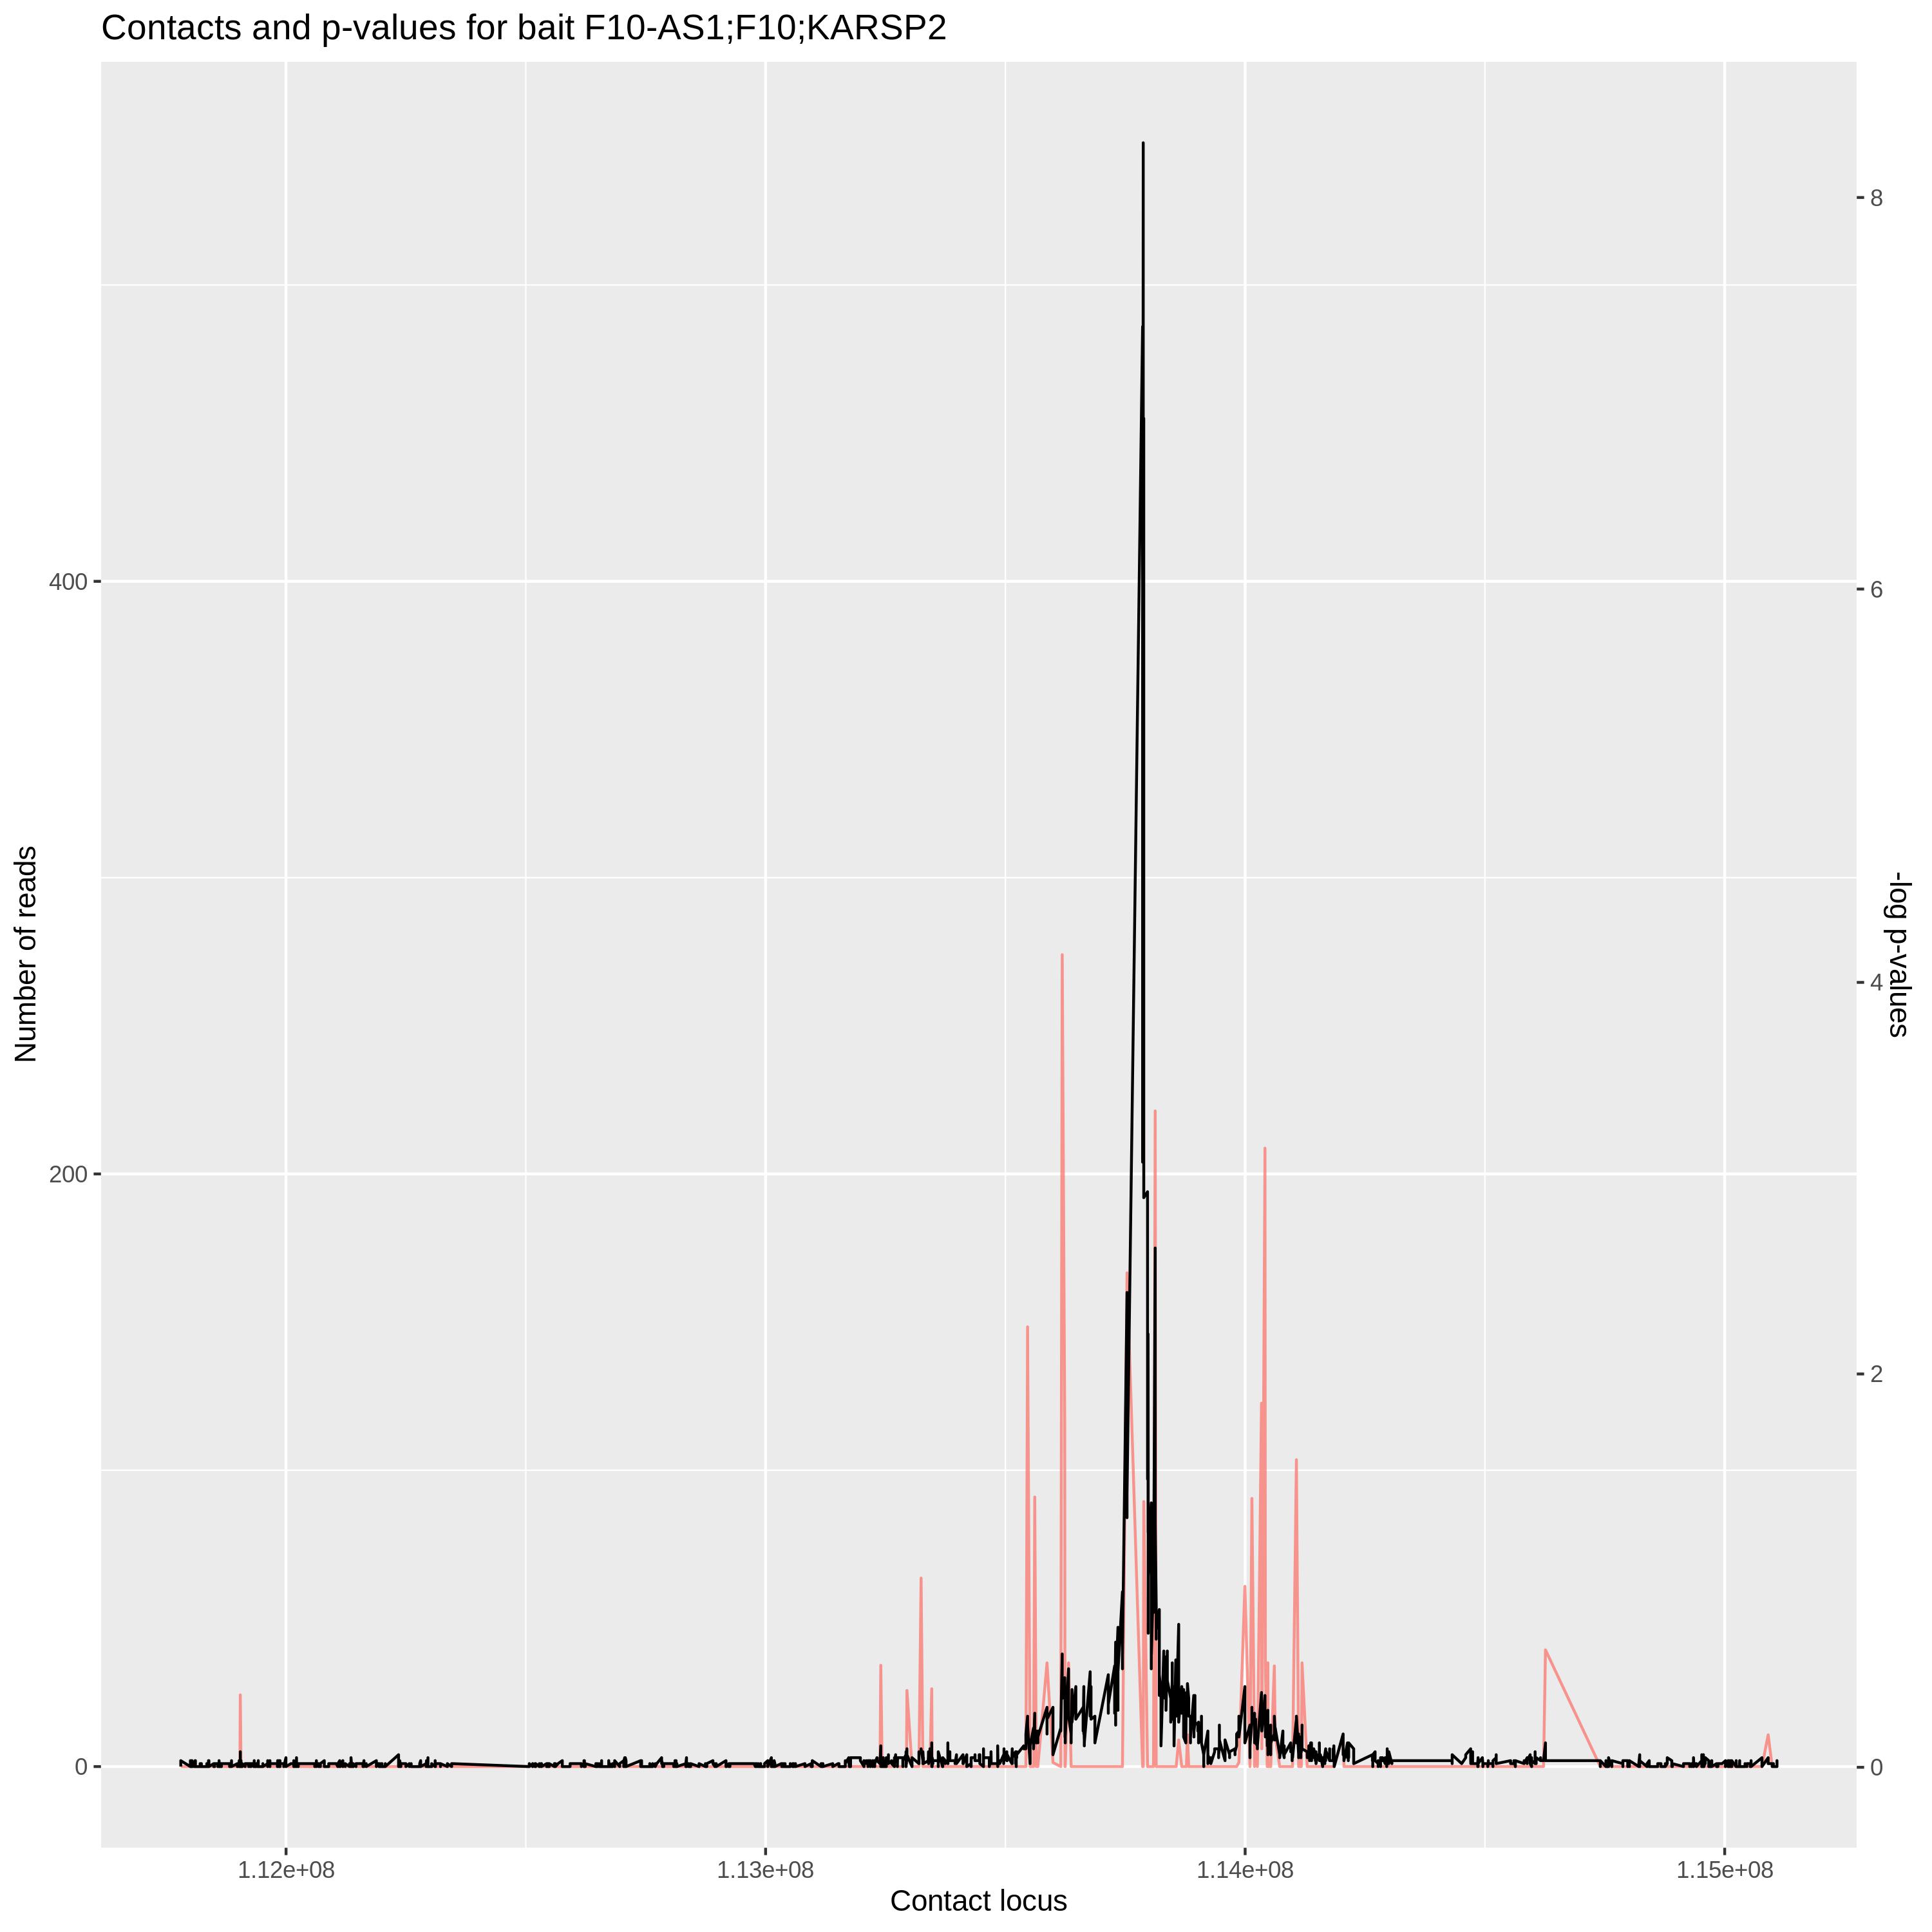 Contacts and p-values for bait F10-AS1;F10;KARSP2
Number of reads
400
200
0
8
6
4
2
0
-log p-values
1.12e+08
1.13e+08
1.14e+08
1.15e+08
Contact locus